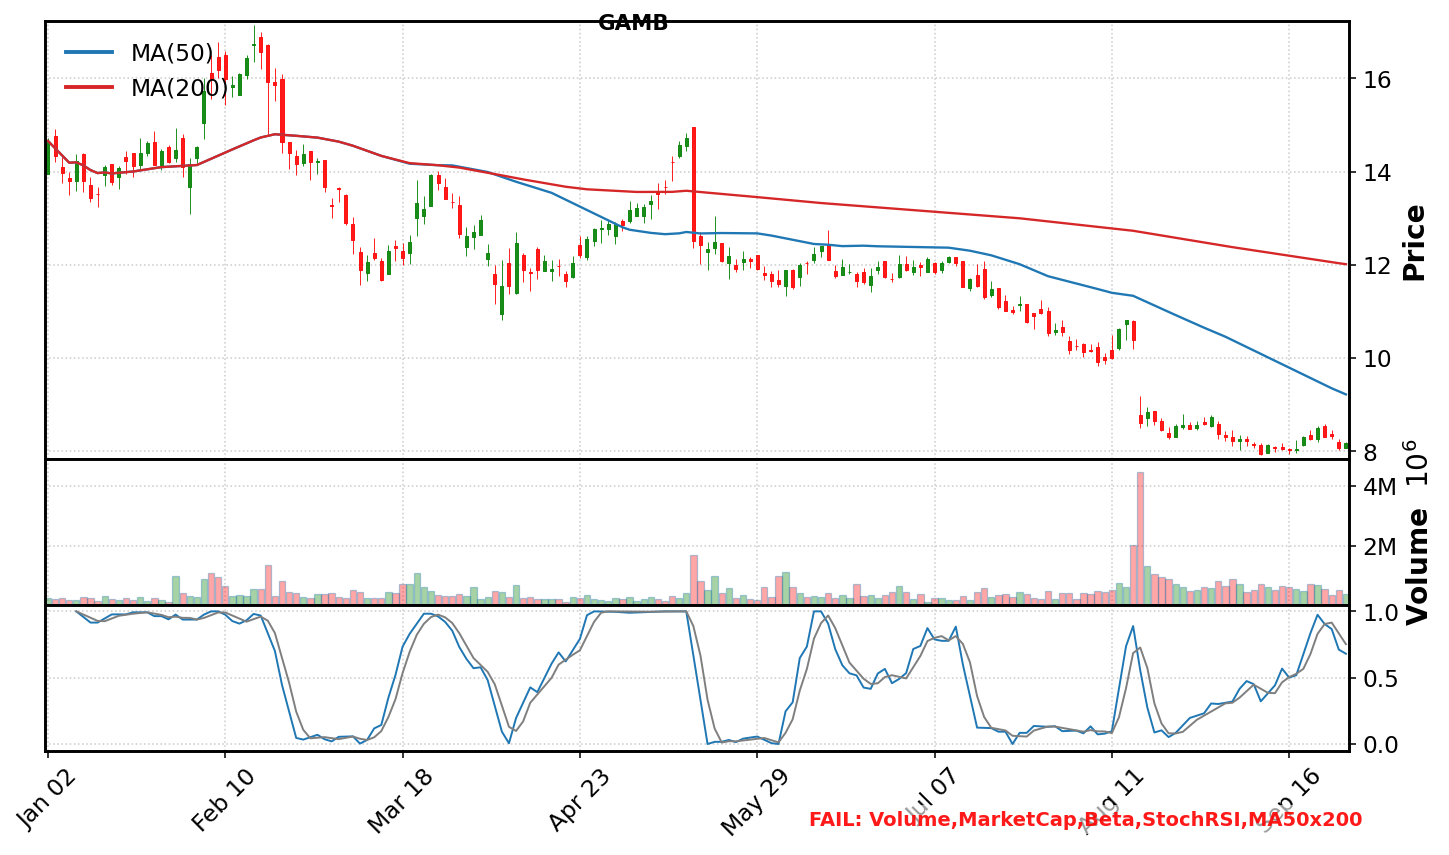 GAMB
MA(50)
MA(200)
16
14
12
10
8
Price
4M
2M
Volume 10^6
1.0
0.5
0.0
Jan 02
Feb 10
Mar 18
Apr 23
May 29
Jul 07
Aug 11
Sep 16
FAIL: Volume,MarketCap,Beta,StochRSI,MA50x200